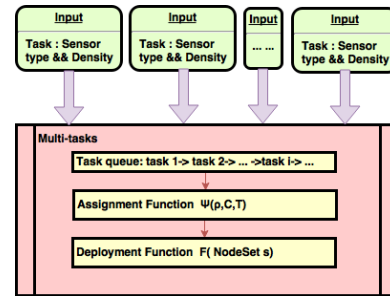 Input
Task : Sensor
type && Density
Input
Task : Sensor
type && Density
Input
... ...
Input
Task : Sensor
type && Density
Multi-tasks
Task queue: task 1-> task 2-> ... ->task i-> ...
Assignment Function Ψ(ρ,C,T)
Deployment Function F( NodeSet s)